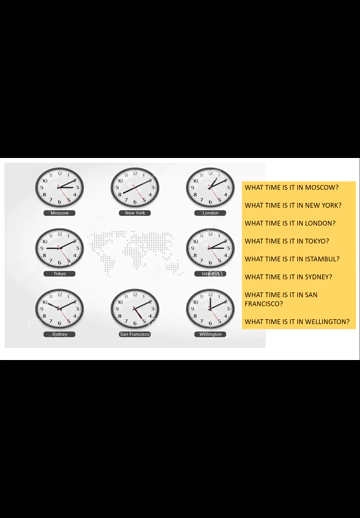 Moscow
New York
London
Tokyo
Istanbul
Sydney
San Francisco
Wellington
WHAT TIME IS IT IN MOSCOW?
WHAT TIME IS IT IN NEW YORK?
WHAT TIME IS IT IN LONDON?
WHAT TIME IS IT IN TOKYO?
WHAT TIME IS IT IN ISTAMBUL?
WHAT TIME IS IT IN SYDNEY?
WHAT TIME IS IT IN SAN
FRANCISCO?
WHAT TIME IS IT IN WELLINGTON?